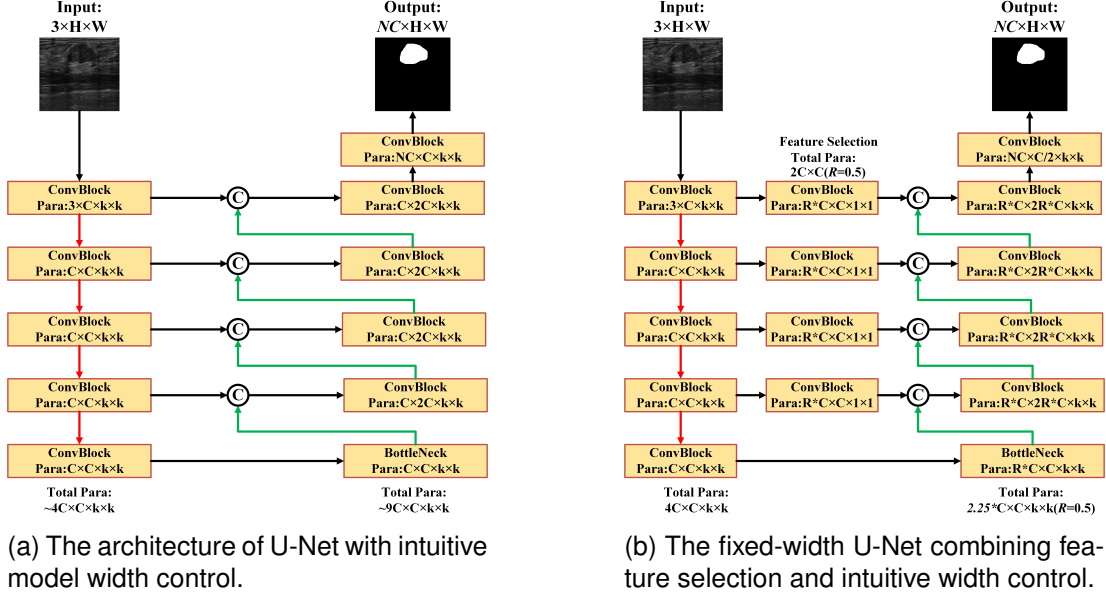 Input:
3×H×W
Output:
NC×H×W
ConvBlock
Para:NC×C×k×k
ConvBlock
Para:3×C×k×k
C
ConvBlock
Para:C×2C×k×k
ConvBlock
Para:C×C×k×k
C
ConvBlock
Para:C×2C×k×k
ConvBlock
Para:C×C×k×k
C
ConvBlock
Para:C×2C×k×k
ConvBlock
Para:C×C×k×k
C
ConvBlock
Para:C×2C×k×k
ConvBlock
Para:C×C×k×k
BottleNeck
Para:C×C×k×k
Total Para:
~4C×C×k×k
Total Para:
~9C×C×k×k
(a) The architecture of U-Net with intuitive
model width control.
Input:
3×H×W
Output:
NC×H×W
ConvBlock
Para:NC×C/2×k×k
Feature Selection
Total Para:
2C×C(R=0.5)
ConvBlock
Para:3×C×k×k
ConvBlock
Para:R*C×C×1×1
C
ConvBlock
Para:R*C×2R*C×k×k
ConvBlock
Para:C×C×k×k
ConvBlock
Para:R*C×C×1×1
C
ConvBlock
Para:R*C×2R*C×k×k
ConvBlock
Para:C×C×k×k
ConvBlock
Para:R*C×C×1×1
C
ConvBlock
Para:R*C×2R*C×k×k
ConvBlock
Para:C×C×k×k
ConvBlock
Para:R*C×C×1×1
C
ConvBlock
Para:R*C×2R*C×k×k
ConvBlock
Para:C×C×k×k
BottleNeck
Para:R*C×C×k×k
Total Para:
4C×C×k×k
Total Para:
2.25*C×C×k×k(R=0.5)
(b) The fixed-width U-Net combining fea-
ture selection and intuitive width control.